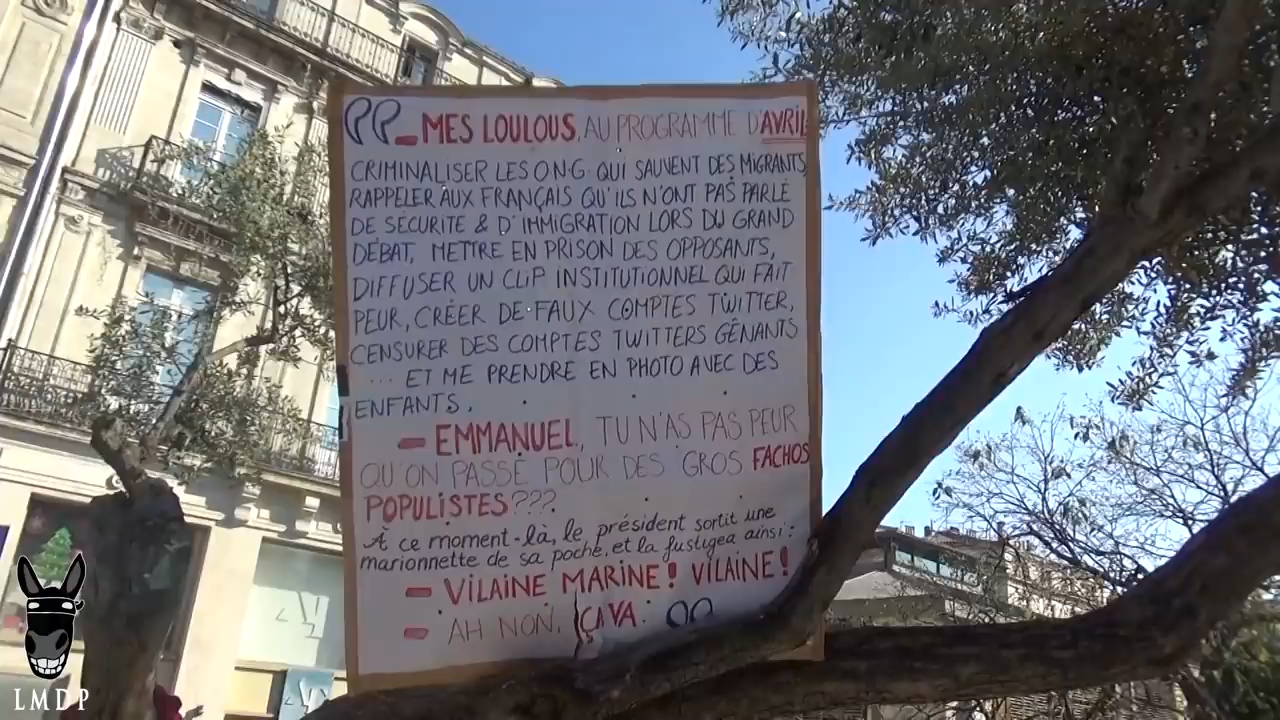 - MES LOULOUS, AU PROGRAMME D'AVRIL
CRIMINALISER LES O.N.G. QUI SAUVENT DES MIGRANTS,
RAPPELER AUX FRANÇAIS QU'ILS N'ONT PAS PARLÉ
DE SÉCURITÉ & D'IMMIGRATION LORS DU GRAND
DÉBAT, METTRE EN PRISON DES OPPOSANTS,
DIFFUSER UN CLIP INSTITUTIONNEL QUI FAIT
PEUR, CRÉER DE FAUX COMPTES TWITTER,
CENSURER DES COMPTES TWITTERS GÊNANTS
... ET ME PRENDRE EN PHOTO AVEC DES
ENFANTS.
- EMMANUEL, TU N'AS PAS PEUR
QU'ON PASSE POUR DES GROS FACHOS
POPULISTES ???
À ce moment-là, le président sortit une
marionnette de sa poche, et la fustigea ainsi :
- VILAINE MARINE ! VILAINE !
- AH NON, ÇA VA.
LMDP